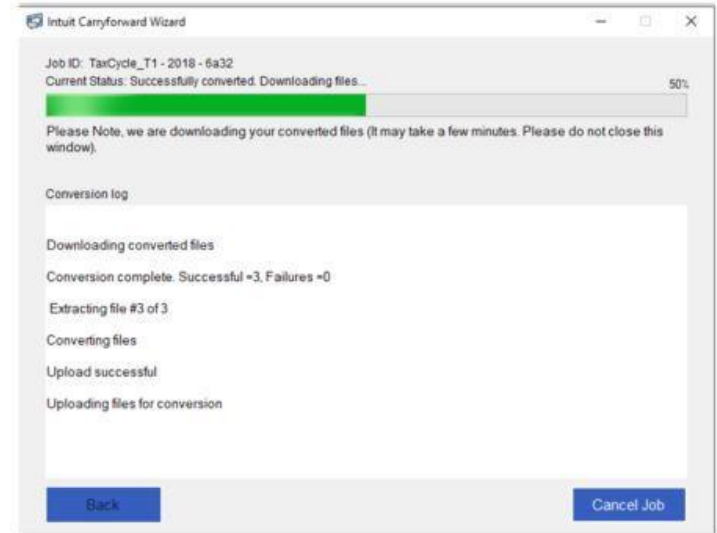 Intuit Carryforward Wizard
Job ID: TaxCycle_T1 - 2018 - 6a32
Current Status: Successfully converted. Downloading files...
50%
Please Note, we are downloading your converted files (It may take a few minutes. Please do not close this
window).
Conversion log
Downloading converted files
Conversion complete. Successful =3, Failures =0
Extracting file #3 of 3
Converting files
Upload successful
Uploading files for conversion
Back
Cancel Job